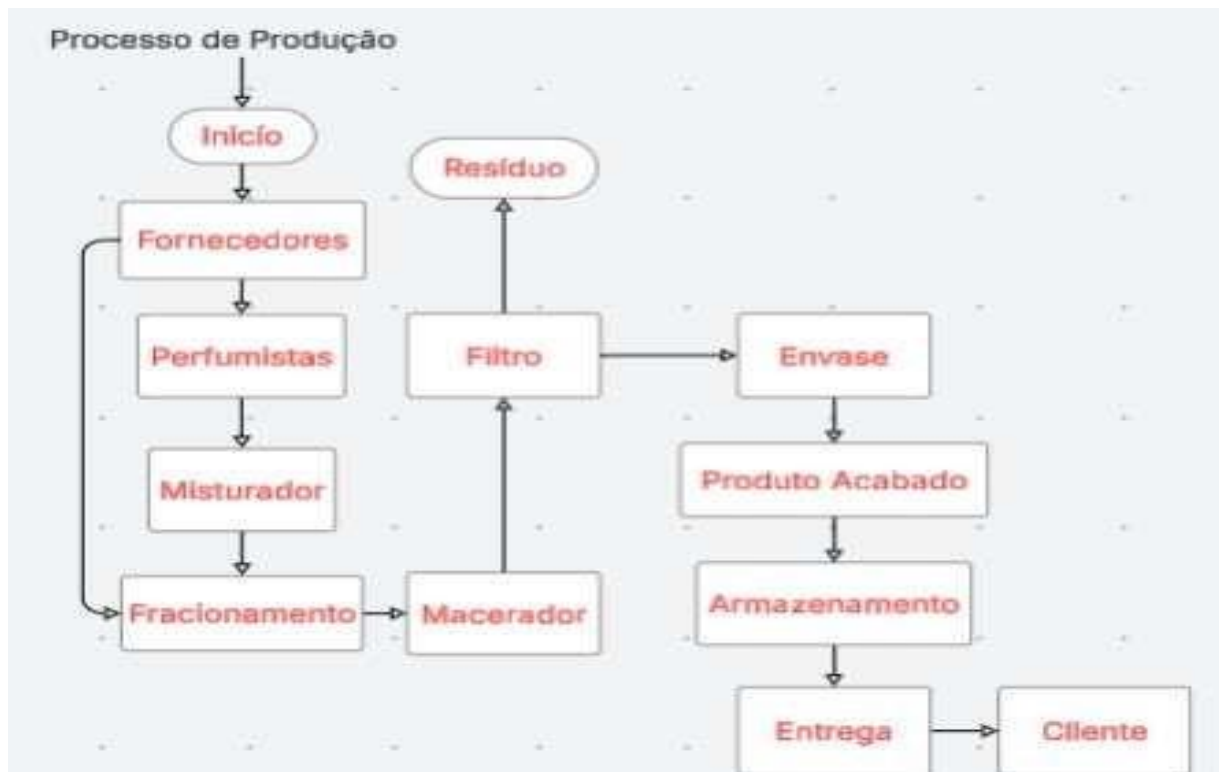 Processo de Produção
Início
Fornecedores
Perfumistas
Misturador
Fracionamento
Macerador
Filtro
Resíduo
Envase
Produto Acabado
Armazenamento
Entrega
Cliente